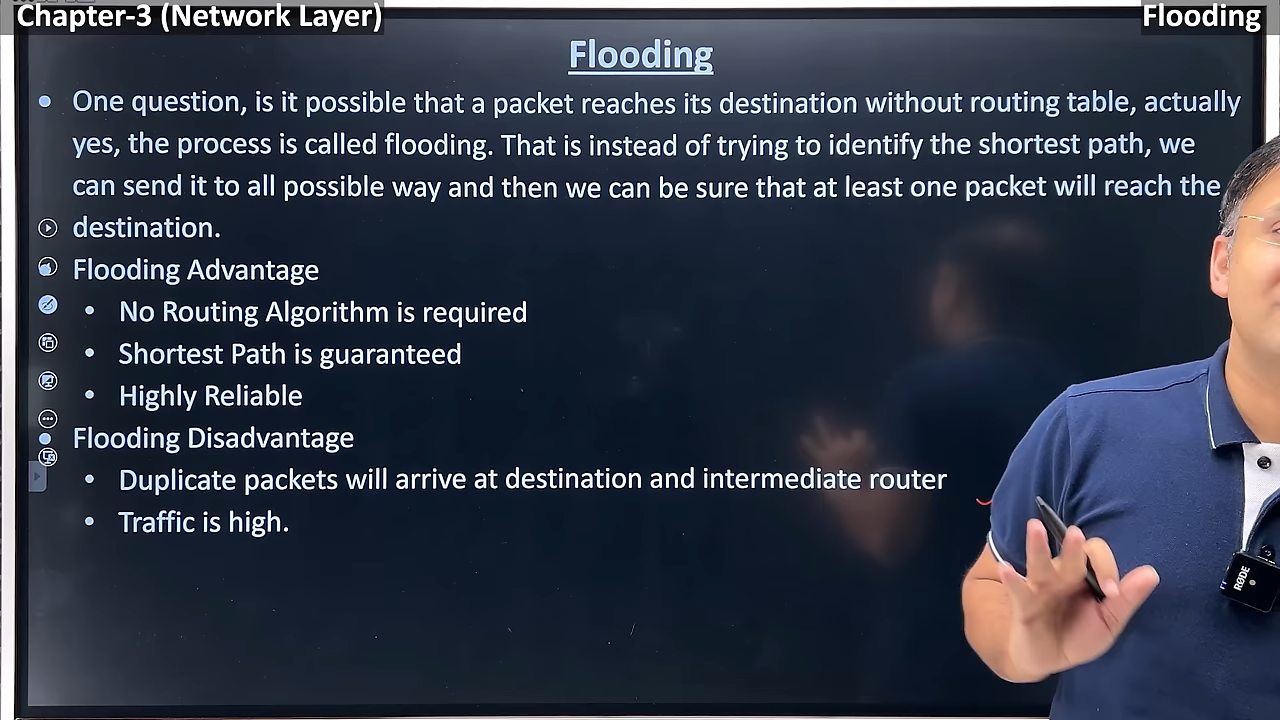 Chapter-3 (Network Layer)
Flooding
Flooding
One question, is it possible that a packet reaches its destination without routing table, actually
yes, the process is called flooding. That is instead of trying to identify the shortest path, we
can send it to all possible way and then we can be sure that at least one packet will reach the
destination.
Flooding Advantage
No Routing Algorithm is required
Shortest Path is guaranteed
Highly Reliable
Flooding Disadvantage
Duplicate packets will arrive at destination and intermediate router
Traffic is high.
RØDE